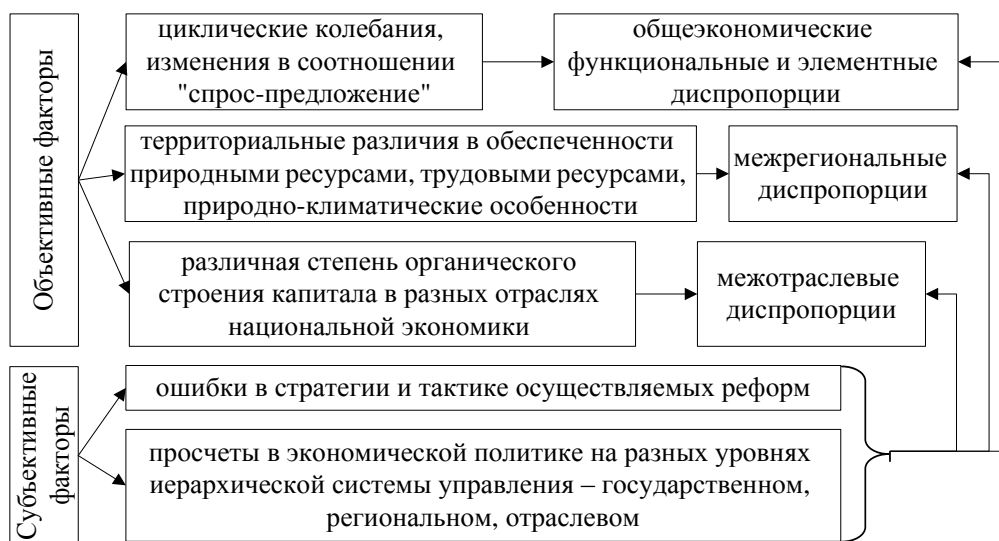 Объективные факторы
циклические колебания,
изменения в соотношении
"спрос-предложение"
общеэкономические
функциональные и элементные
диспропорции
территориальные различия в обеспеченности
природными ресурсами, трудовыми ресурсами,
природно-климатические особенности
межрегиональные
диспропорции
различная степень органического
строения капитала в разных отраслях
национальной экономики
межотраслевые
диспропорции
Субъективные
факторы
ошибки в стратегии и тактике осуществляемых реформ
просчеты в экономической политике на разных уровнях
иерархической системы управления – государственном,
региональном, отраслевом